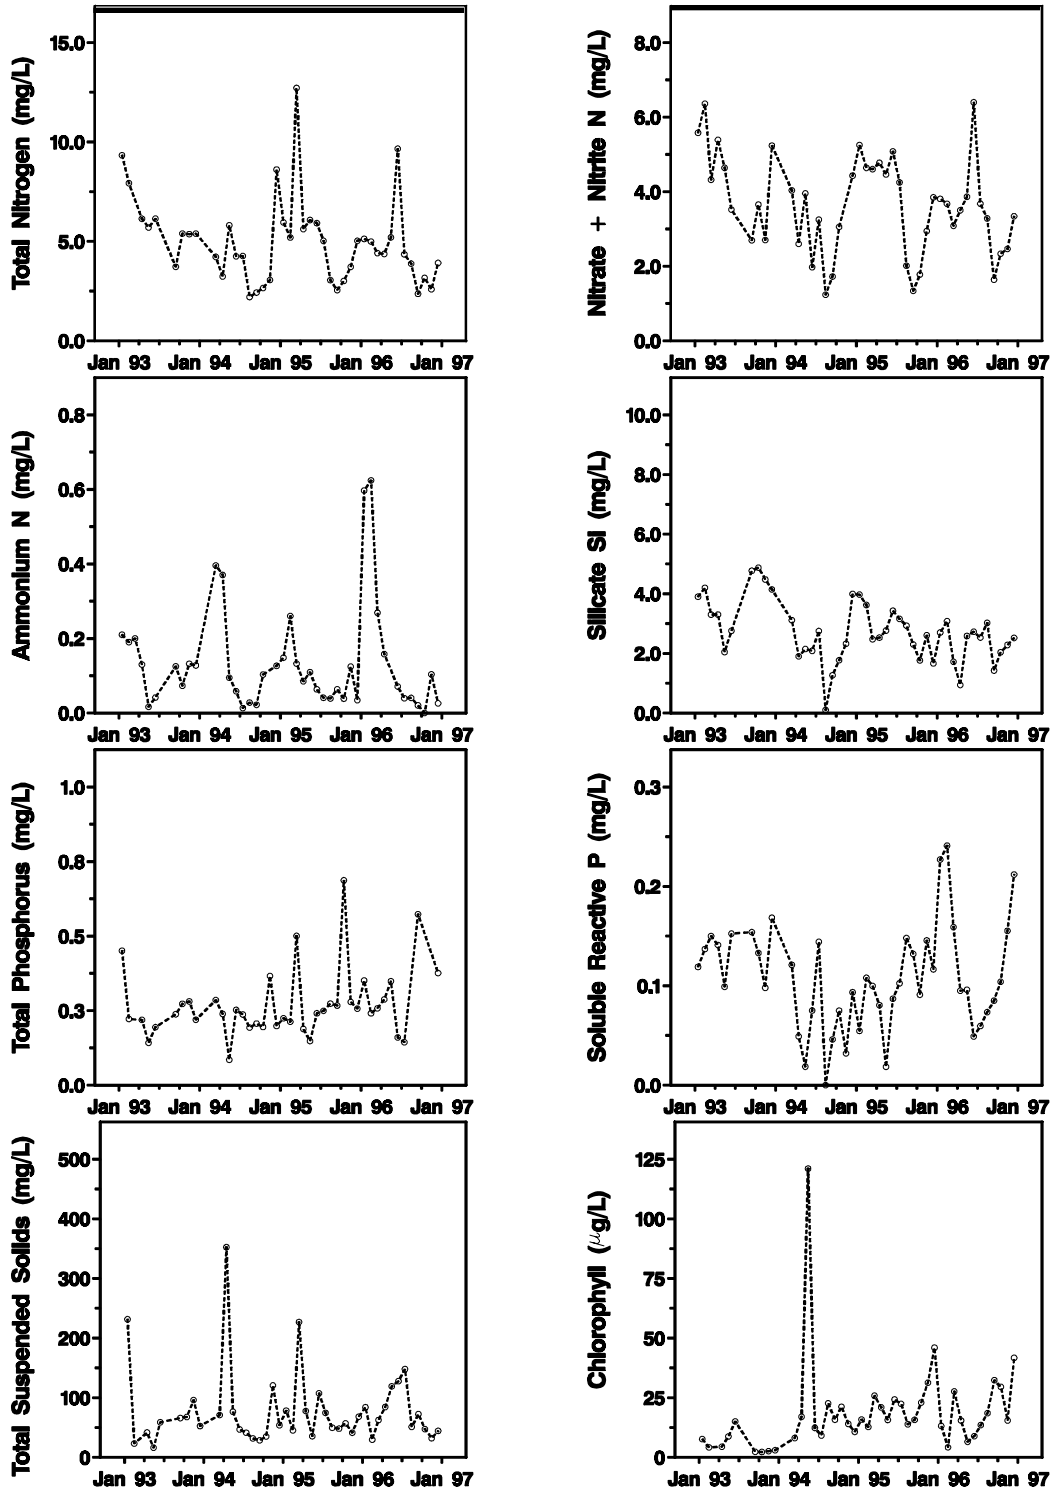 Total Nitrogen (mg/L)
15.0
10.0
5.0
0.0
Jan 93 Jan 94 Jan 95 Jan 96 Jan 97
Nitrate + Nitrite N (mg/L)
8.0
6.0
4.0
2.0
0.0
Jan 93 Jan 94 Jan 95 Jan 96 Jan 97
Ammonium N (mg/L)
0.8
0.6
0.4
0.2
0.0
Jan 93 Jan 94 Jan 95 Jan 96 Jan 97
Silicate Si (mg/L)
10.0
8.0
6.0
4.0
2.0
0.0
Jan 93 Jan 94 Jan 95 Jan 96 Jan 97
Total Phosphorus (mg/L)
1.0
0.8
0.5
0.3
0.0
Jan 93 Jan 94 Jan 95 Jan 96 Jan 97
Soluble Reactive P (mg/L)
0.3
0.2
0.1
0.0
Jan 93 Jan 94 Jan 95 Jan 96 Jan 97
Total Suspended Solids (mg/L)
500
400
300
200
100
0
Jan 93 Jan 94 Jan 95 Jan 96 Jan 97
Chlorophyll (μg/L)
125
100
75
50
25
0
Jan 93 Jan 94 Jan 95 Jan 96 Jan 97